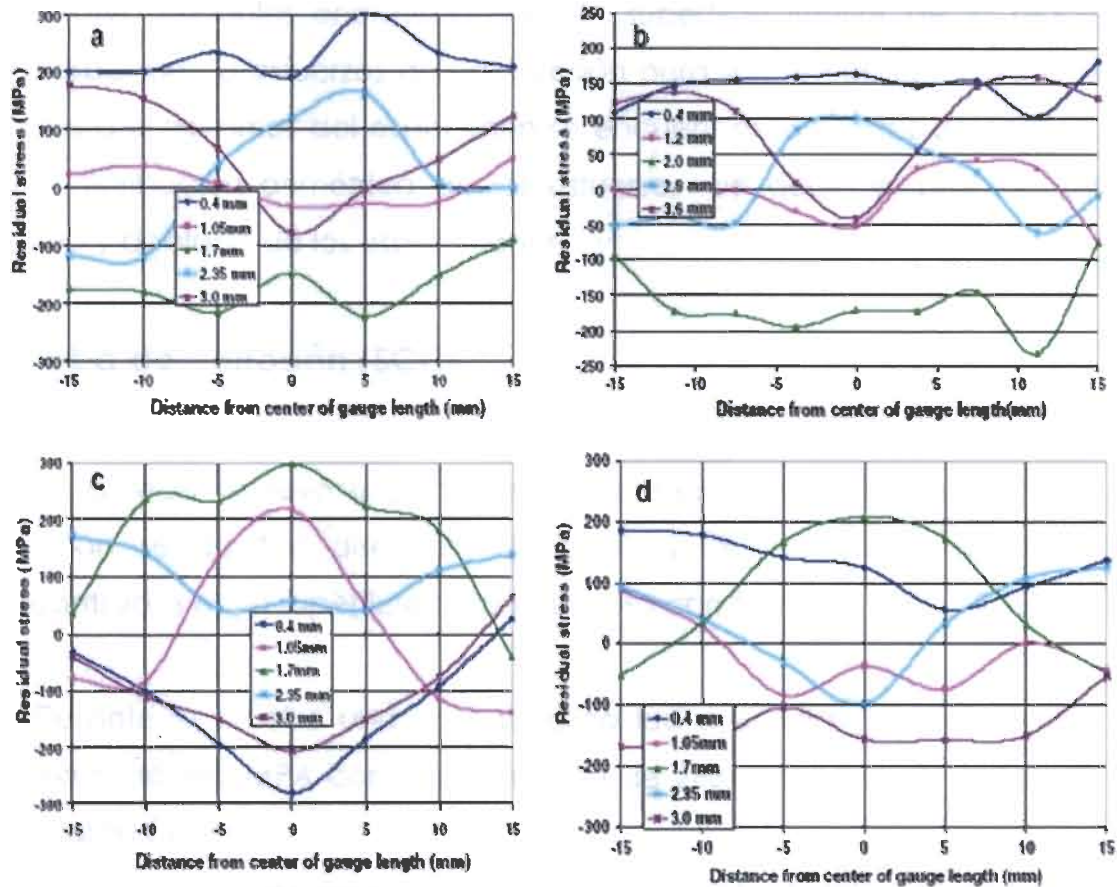 a
300
200
100
0
-100
-200
-300
Residual stress (MPa)
0.4 mm
1.05mm
1.7mm
2.35 mm
3.0 mm
-15 -10 -5 0 5 10 15
Distance from center of gauge length (mm)
b
250
200
150
100
50
0
-50
-100
-150
-200
-250
Residual stress (MPa)
0.4 mm
1.2 mm
2.0 mm
2.8 mm
3.6 mm
-15 -10 -5 0 5 10 15
Distance from center of gauge length(mm)
c
300
200
100
0
-100
-200
-300
Residual stress (MPa)
0.4 mm
1.05mm
1.7mm
2.35 mm
3.0 mm
-15 -10 -5 0 5 10 15
Distance from center of gauge length (mm)
d
300
200
100
0
-100
-200
-300
Residual stress (MPa)
0.4 mm
1.05mm
1.7mm
2.35 mm
3.0 mm
-15 -10 -5 0 5 10 15
Distance from center of gauge length (mm)